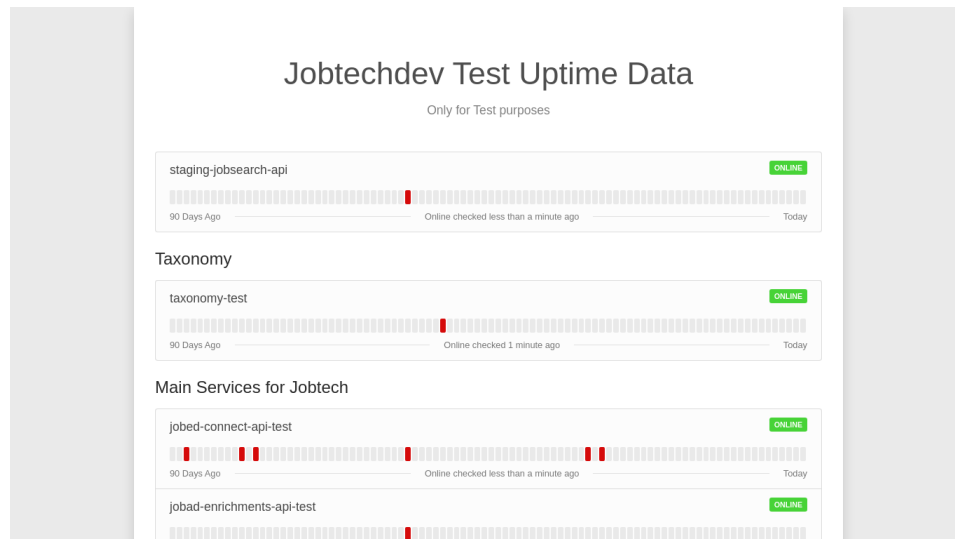 Jobtechdev Test Uptime Data
Only for Test purposes
staging-jobsearch-api ONLINE
90 Days Ago Online checked less than a minute ago Today
Taxonomy
taxonomy-test ONLINE
90 Days Ago Online checked 1 minute ago Today
Main Services for Jobtech
jobed-connect-api-test ONLINE
90 Days Ago Online checked less than a minute ago Today
jobad-enrichments-api-test ONLINE